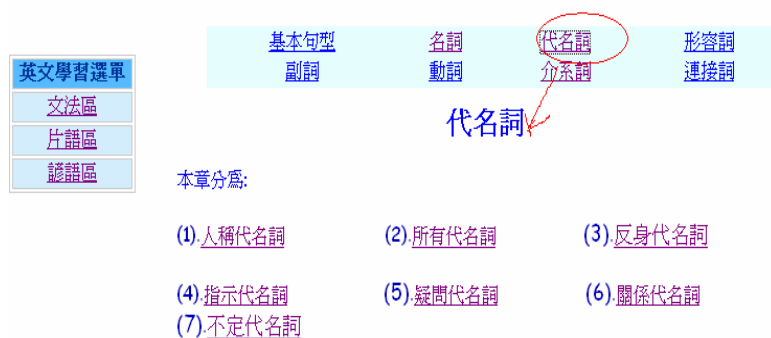 基本句型 名詞 代名詞 形容詞
副詞 動詞 介系詞 連接詞
英文學習選單
文法區
片語區
諺語區
代名詞
本章分為:
(1).人稱代名詞 (2).所有代名詞 (3).反身代名詞
(4).指示代名詞 (5).疑問代名詞 (6).關係代名詞
(7).不定代名詞